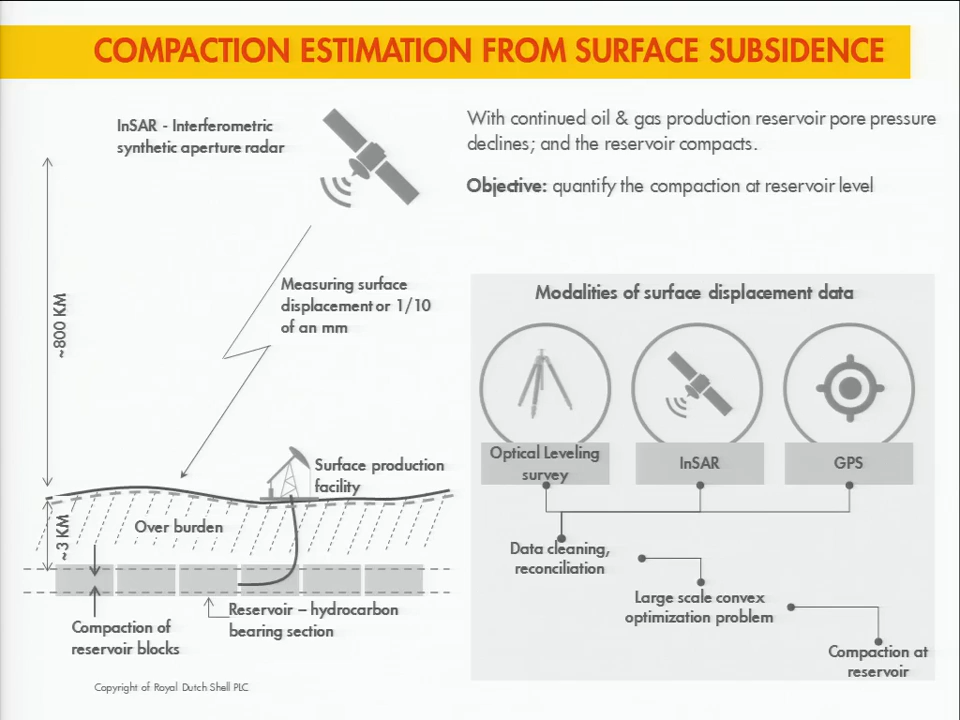 COMPACTION ESTIMATION FROM SURFACE SUBSIDENCE
InSAR - Interferometric
synthetic aperture radar
With continued oil & gas production reservoir pore pressure
declines; and the reservoir compacts.
Objective: quantify the compaction at reservoir level
~800 KM
Measuring surface
displacement or 1/10
of an mm
Surface production
facility
Over burden
~3 KM
Reservoir – hydrocarbon
bearing section
Compaction of
reservoir blocks
Copyright of Royal Dutch Shell PLC
Modalities of surface displacement data
Optical Leveling
survey
InSAR
GPS
Data cleaning,
reconciliation
Large scale convex
optimization problem
Compaction at
reservoir